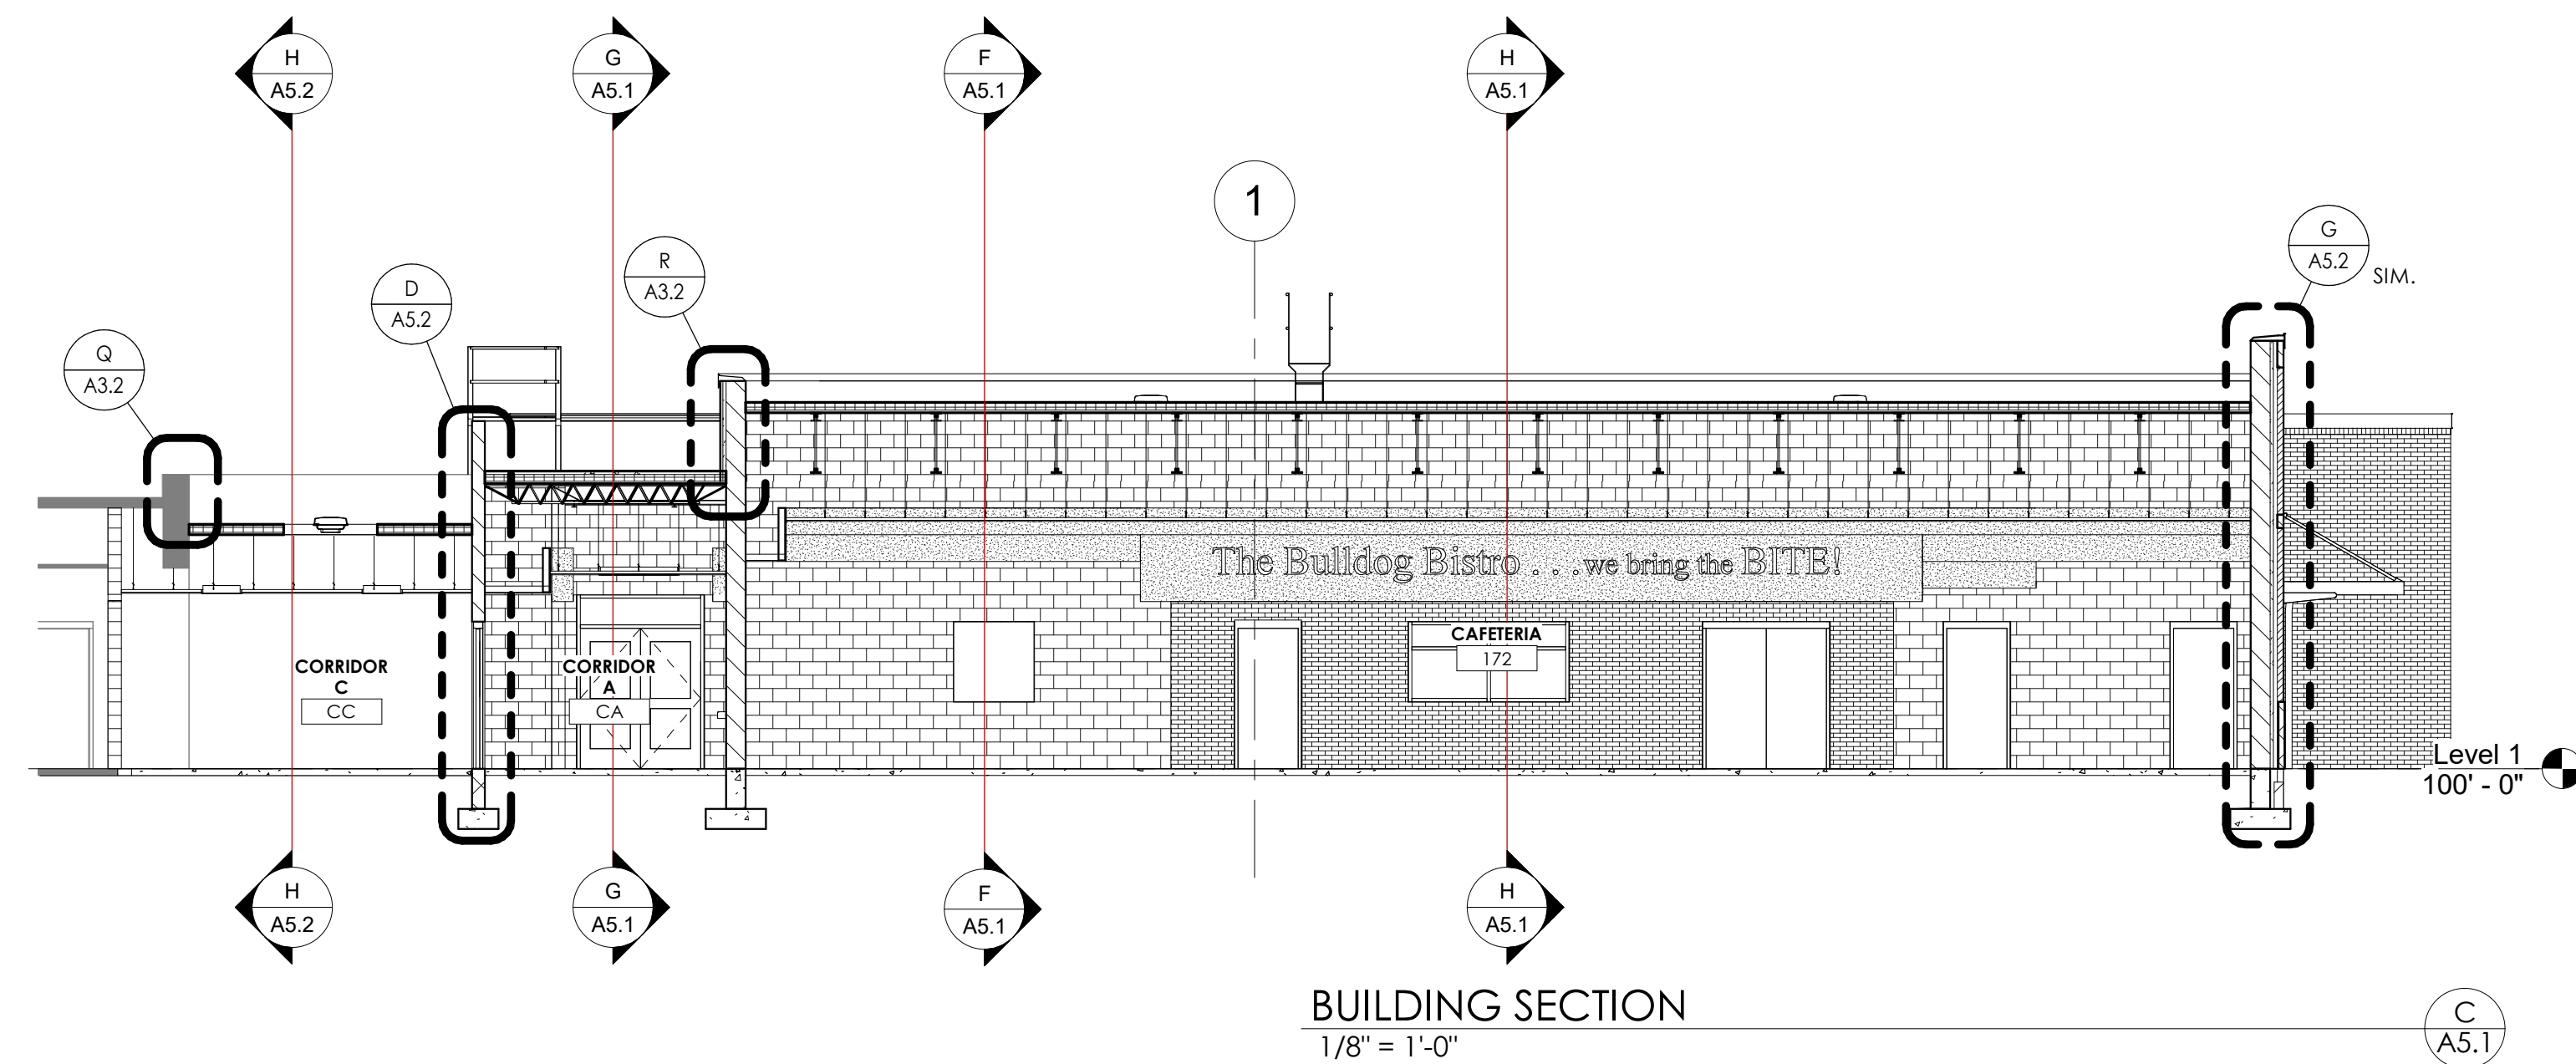 H
A5.2
G
A5.1
F
A5.1
H
A5.1
1
G
A5.2
SIM.
R
A3.2
D
A5.2
Q
A3.2
The Bulldog Bistro . . . we bring the BITE!
CAFETERIA
172
CORRIDOR
C
CC
CORRIDOR
A
CA
Level 1
100' - 0"
H
A5.2
G
A5.1
F
A5.1
H
A5.1
BUILDING SECTION
1/8" = 1'-0"
C
A5.1